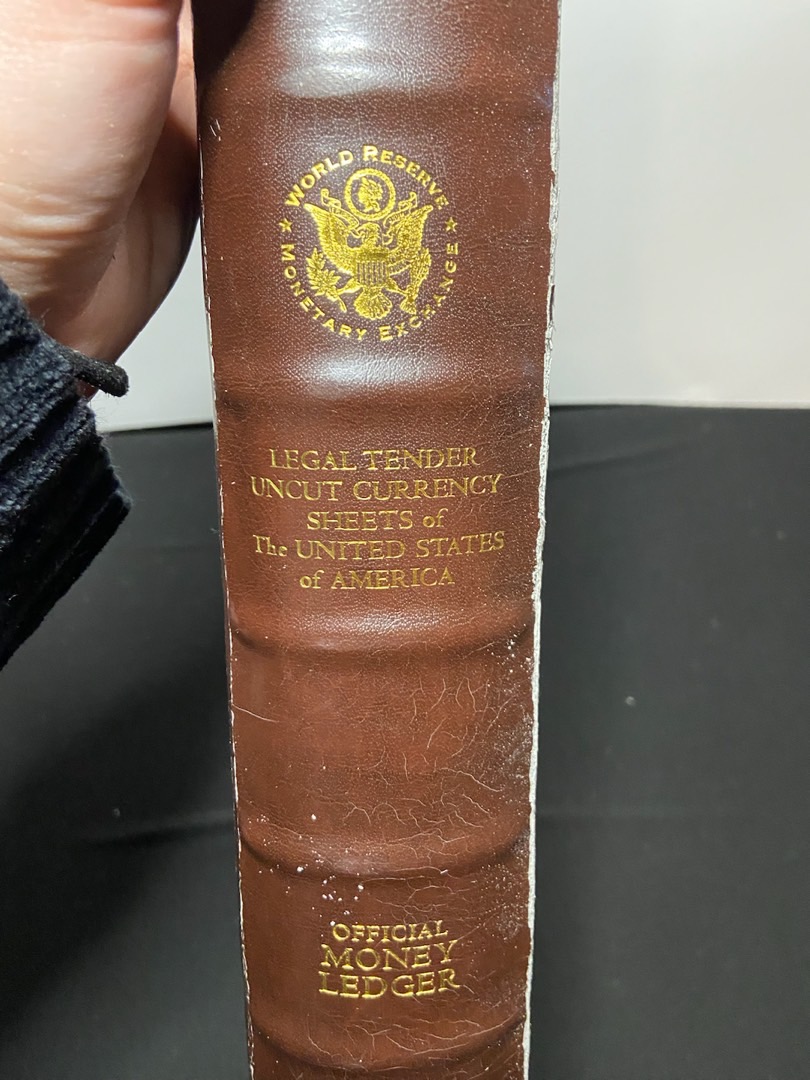 WORLD RESERVE
★ MONETARY EXCHANGE ★
LEGAL TENDER
UNCUT CURRENCY
SHEETS of
The UNITED STATES
of AMERICA
OFFICIAL
MONEY
LEDGER